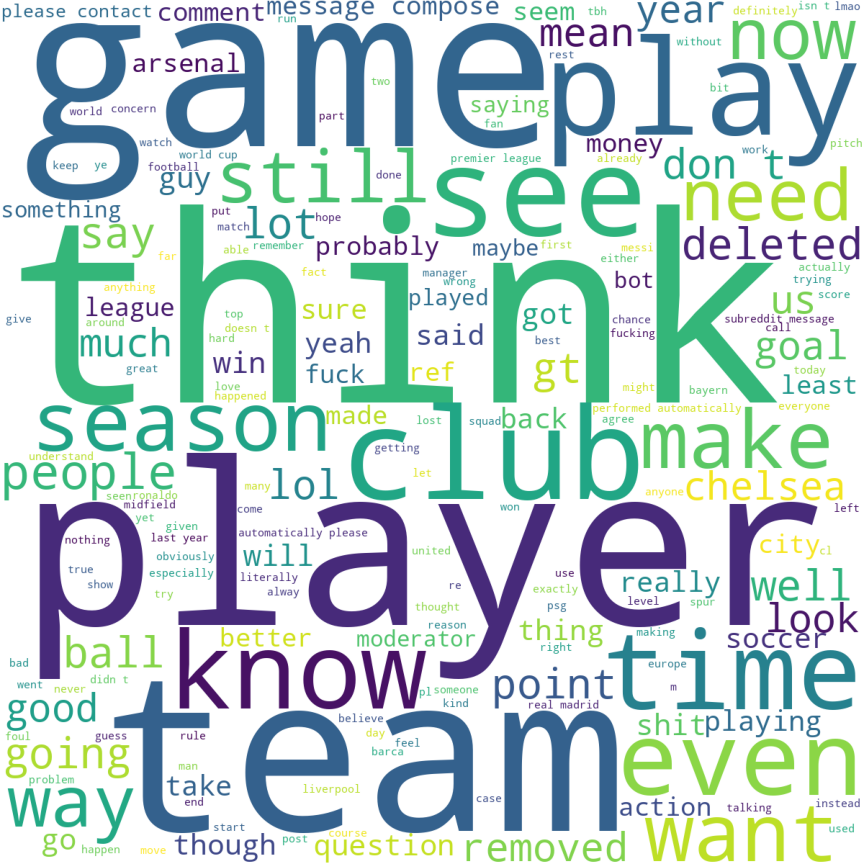 please contact
comment
message compose
seem
tbh
year
definitely
isn t
lmao
run
game
play
now
mean
without
arsenal
rest
two
bit
world
concern
part
saying
fan
watch
world cup
money
work
pitch
keep
ye
football
guy
still
done
premier league
see
already
don t
need
something
say
put
lot
hope
match
remember
able
probably
maybe
first
either
messi
deleted
far
fact
think
manager
wrong
played
bot
actually
trying
anything
league
sure
top
got
chance
fucking
us
score
give
around
doesn t
hard
said
subreddit message
call
much
great
win
yeah
best
goal
today
love
happened
fuck
ref
gt
might
bayern
least
season
made
lost
squad
back
performed automatically
agree
everyone
club
make
people
understand
getting
let
seen
ronaldo
many
lol
anyone
chelsea
midfield
yet
given
come
won
left
player
nothing
last year
automatically please
city
cl
true
obviously
will
united
show
especially
literally
alway
re
exactly
use
really
well
try
thought
psg
level
spur
reason
right
making
look
better
moderator
thing
soccer
ball
know
time
bad
didn t
went
never
pl
someone
kind
point
europe
m
real madrid
good
team
believe
day
feel
shit
playing
foul
guess
rule
barca
going
even
man
problem
take
end
liverpool
case
action
talking
instead
way
start
post
course
want
used
go
happen
move
though
question
removed